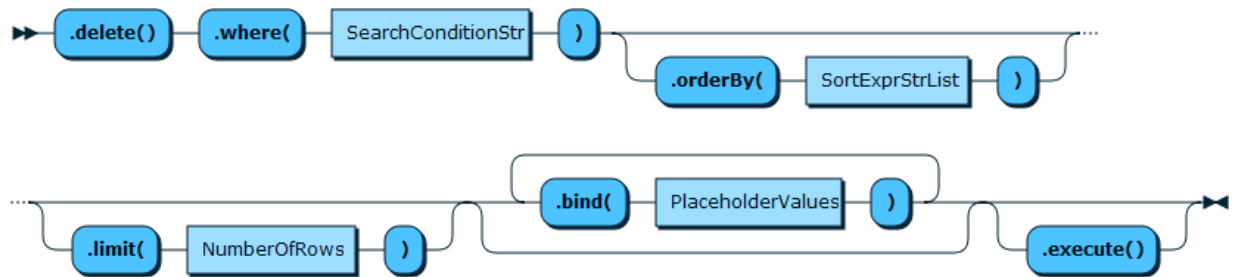 .delete() .where( SearchConditionStr )
.orderBy( SortExprStrList )
.bind( PlaceholderValues )
.limit( NumberOfRows ) .execute()